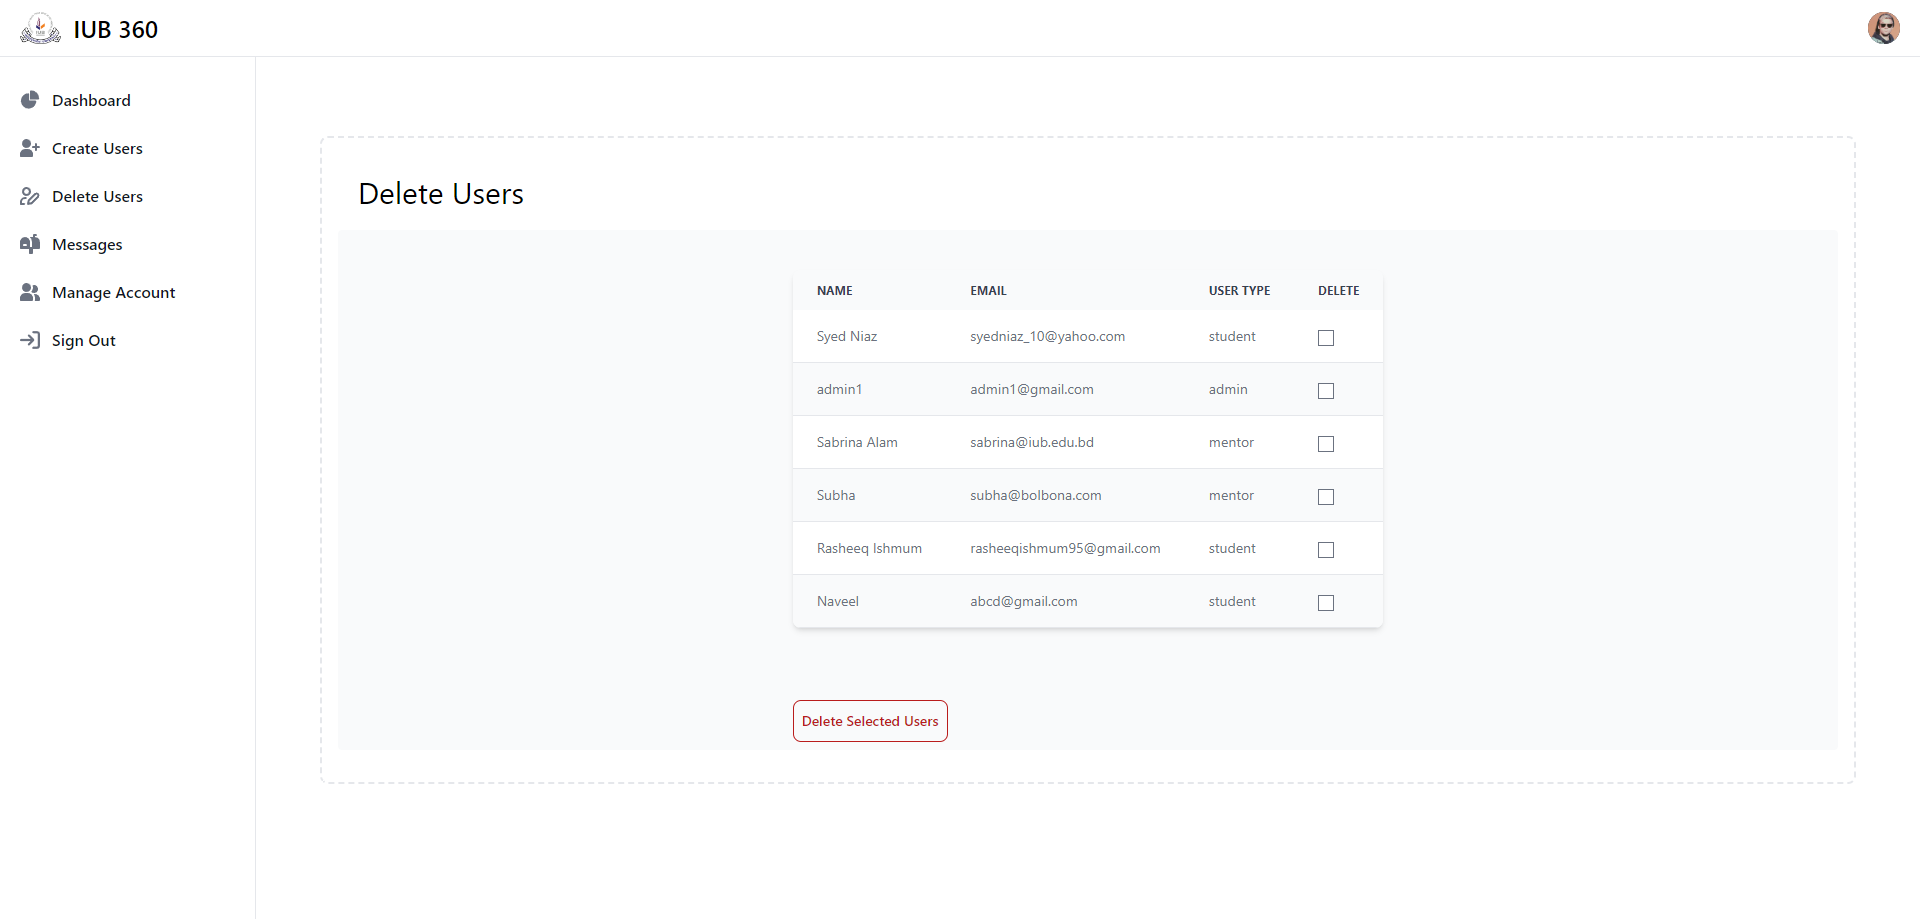 IUB 360
Dashboard
Create Users
Delete Users
Messages
Manage Account
Sign Out
Delete Users
NAME EMAIL USER TYPE DELETE
Syed Niaz syedniaz_10@yahoo.com student
admin1 admin1@gmail.com admin
Sabrina Alam sabrina@iub.edu.bd mentor
Subha subha@bolbona.com mentor
Rasheeq Ishmum rasheeqishmum95@gmail.com student
Naveel abcd@gmail.com student
Delete Selected Users